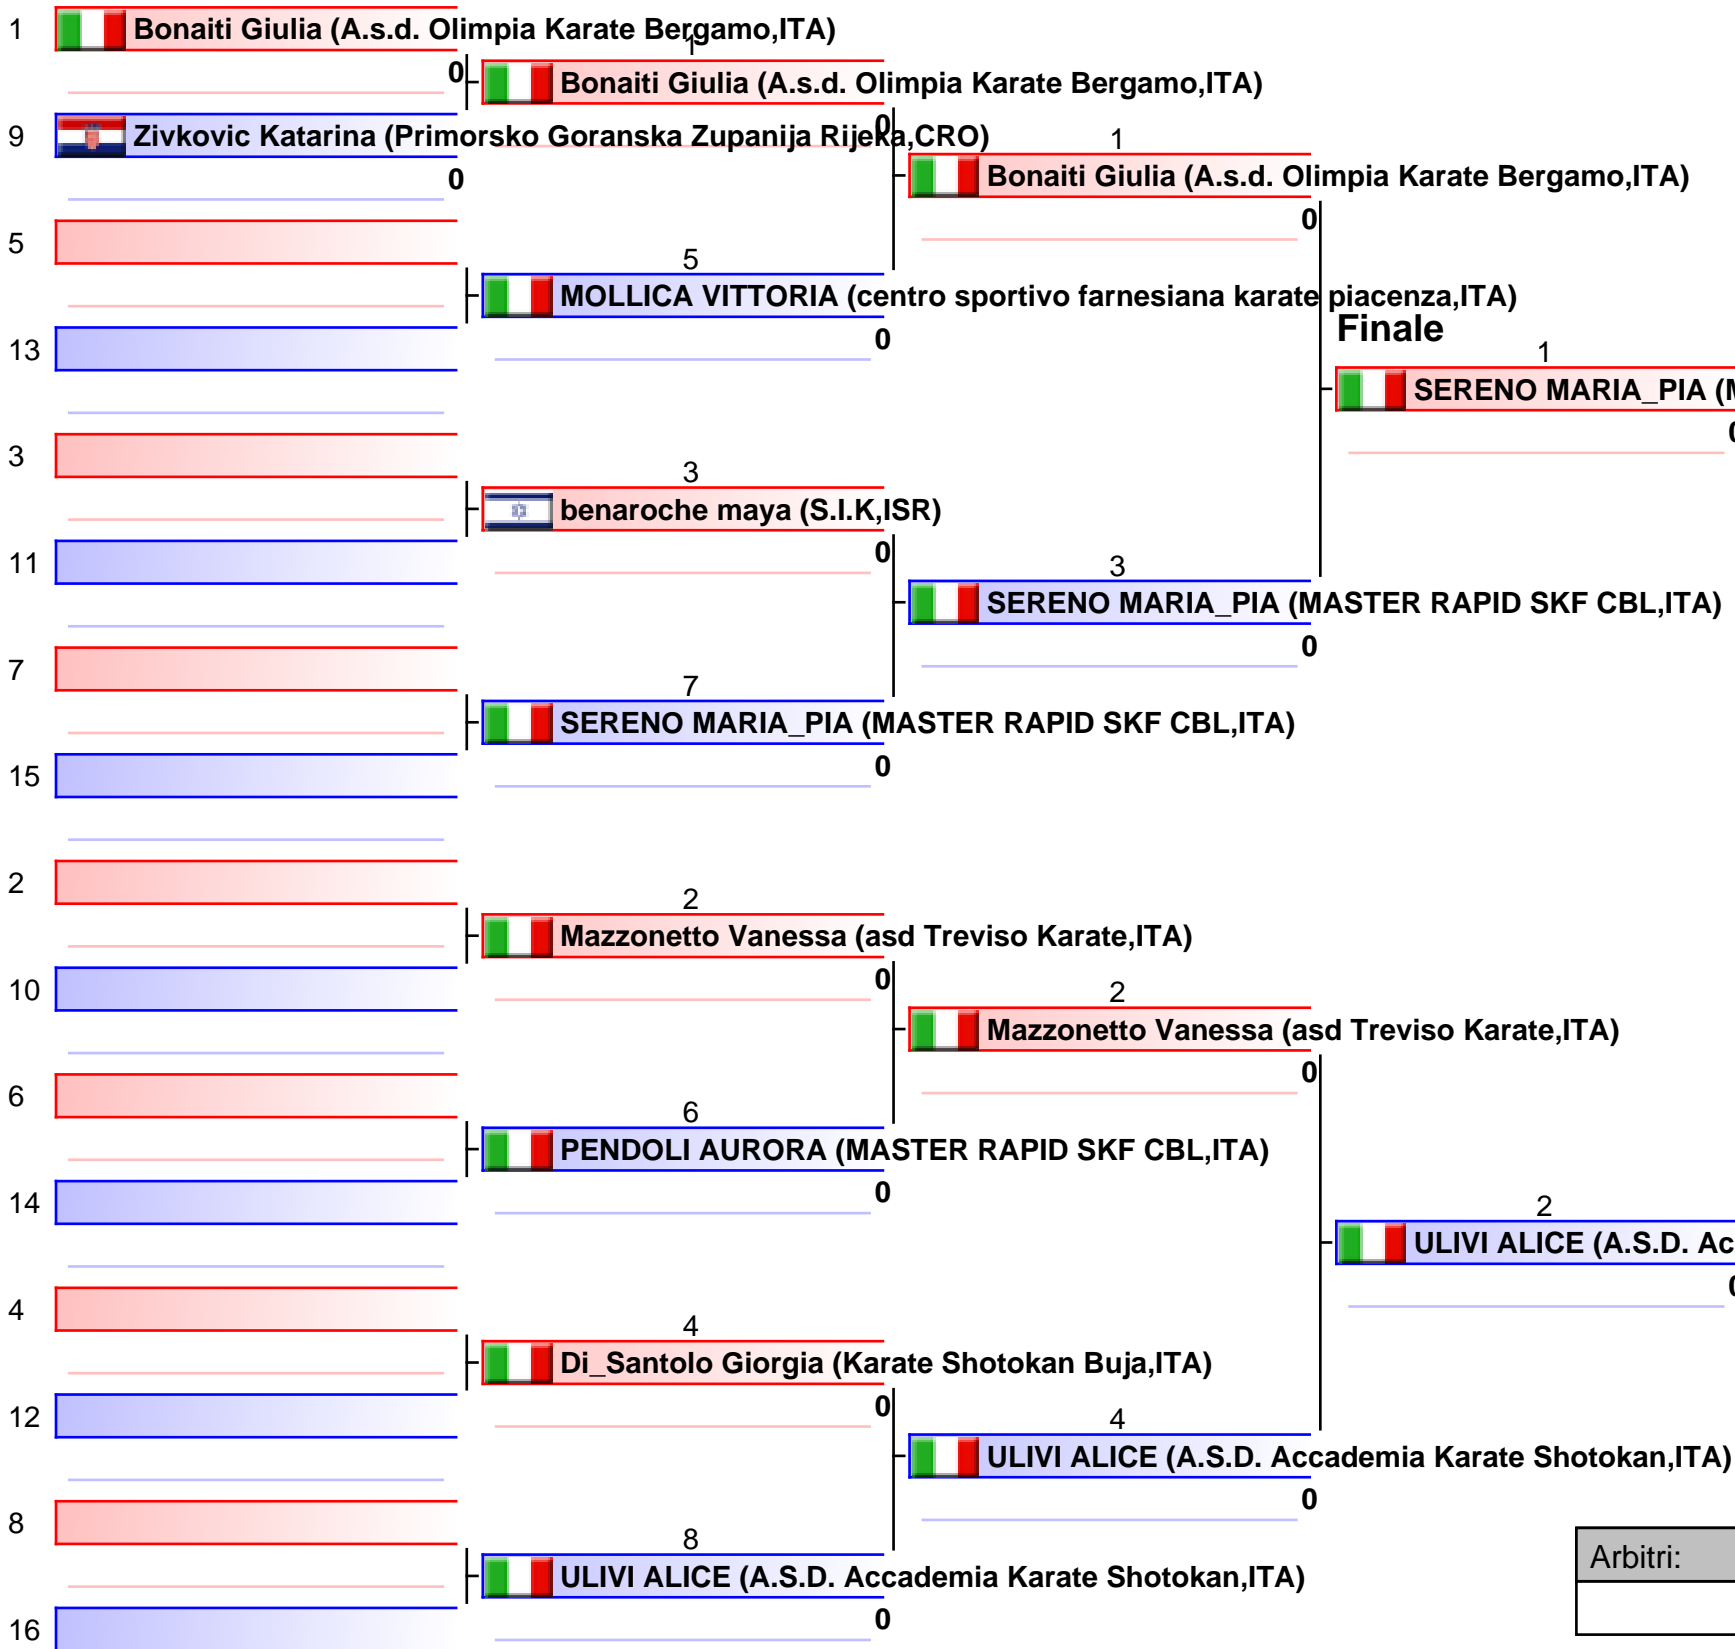 1 Bonaiti Giulia (A.s.d. Olimpia Karate Bergamo,ITA)
1
0
Bonaiti Giulia (A.s.d. Olimpia Karate Bergamo,ITA)
9 Zivkovic Katarina (Primorsko Goranska Zupanija Rijeka,CRO)
0
1
0
Bonaiti Giulia (A.s.d. Olimpia Karate Bergamo,ITA)
0
5
5
MOLLICA VITTORIA (centro sportivo farnesiana karate piacenza,ITA)
Finale
13
0
1
SERENO MARIA_PIA (
0
3
3
benaroche maya (S.I.K,ISR)
0
11
3
SERENO MARIA_PIA (MASTER RAPID SKF CBL,ITA)
0
7
7
SERENO MARIA_PIA (MASTER RAPID SKF CBL,ITA)
0
15
2
2
Mazzonetto Vanessa (asd Treviso Karate,ITA)
0
10
2
Mazzonetto Vanessa (asd Treviso Karate,ITA)
0
6
6
PENDOLI AURORA (MASTER RAPID SKF CBL,ITA)
0
14
2
ULIVI ALICE (A.S.D. Ac
0
4
4
Di_Santolo Giorgia (Karate Shotokan Buja,ITA)
0
12
4
ULIVI ALICE (A.S.D. Accademia Karate Shotokan,ITA)
0
8
8
ULIVI ALICE (A.S.D. Accademia Karate Shotokan,ITA)
0
16
Arbitri: